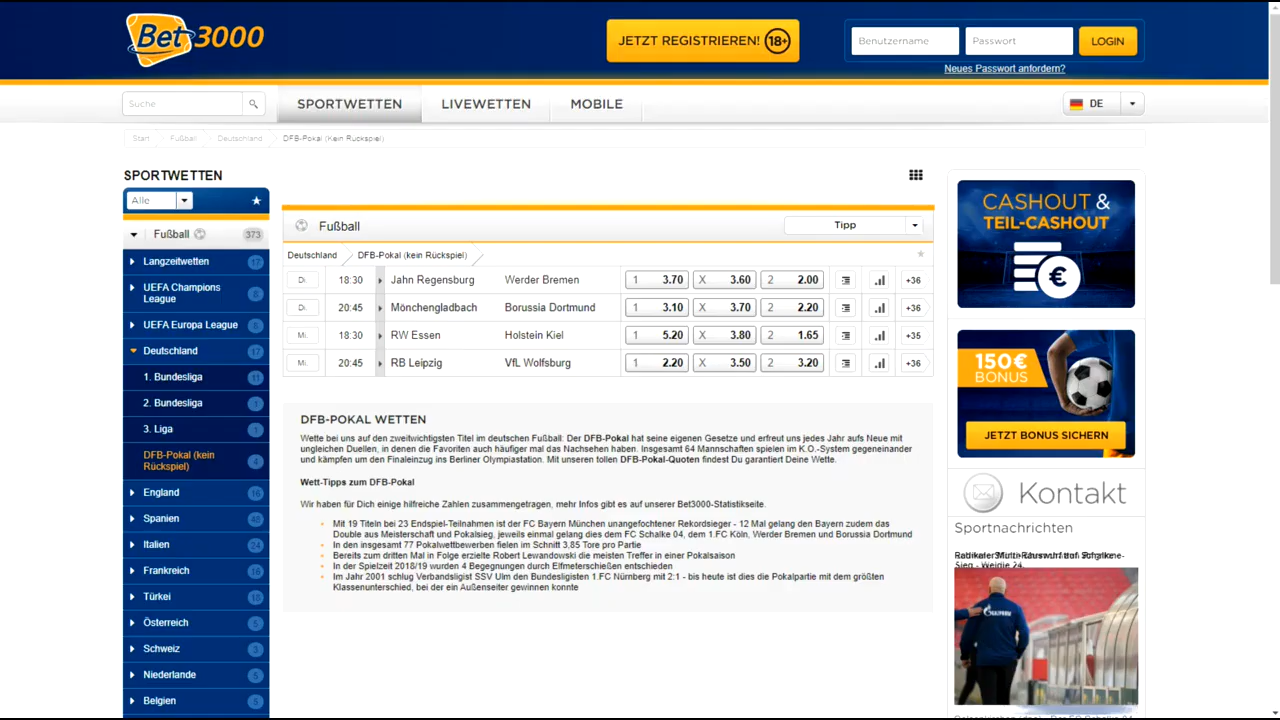 Bet3000
JETZT REGISTRIEREN! 18+
Benutzername
Passwort
LOGIN
Neues Passwort anfordern?
Suche
SPORTWETTEN
LIVEWETTEN
MOBILE
DE
Start
Fußball
Deutschland
DFB-Pokal (Kein Rückspiel)
SPORTWETTEN
Alle
Fußball 373
Langzeitwetten
UEFA Champions
League
UEFA Europa League
Deutschland 17
1. Bundesliga 11
2. Bundesliga 1
3. Liga 1
DFB-Pokal (kein
Rückspiel) 4
England
Spanien
Italien 24
Frankreich
Türkei
Österreich
Schweiz
Niederlande
Belgien
Fußball
Tipp
Deutschland
DFB-Pokal (kein Rückspiel)
Di. 18:30 Jahn Regensburg Werder Bremen 1 3.70 X 3.60 2 2.00 +36
Di. 20:45 Mönchengladbach Borussia Dortmund 1 3.10 X 3.70 2 2.20 +36
Mi. 18:30 RW Essen Holstein Kiel 1 5.20 X 3.80 2 1.65 +35
Mi. 20:45 RB Leipzig VfL Wolfsburg 1 2.20 X 3.50 2 3.20 +36
DFB-POKAL WETTEN
Wette bei uns auf den zweitwichtigsten Titel im deutschen Fußball: Der DFB-Pokal hat seine eigenen Gesetze und erfreut uns jedes Jahr aufs Neue mit
ungleichen Duellen, in denen die Favoriten auch häufiger mal das Nachsehen haben. Insgesamt 64 Mannschaften spielen im K.O.-System gegeneinander
und kämpfen um den Finaleinzug ins Berliner Olympiastation. Mit unseren tollen DFB-Pokal-Quoten findest Du garantiert Deine Wette.
Wett-Tipps zum DFB-Pokal
Wir haben für Dich einige hilfreiche Zahlen zusammengetragen, mehr Infos gibt es auf unserer Bet3000-Statistikseite.
Mit 19 Titeln bei 23 Endspiel-Teilnahmen ist der FC Bayern München unangefochtener Rekordsieger - 12 Mal gelang den Bayern zudem das
Double aus Meisterschaft und Pokalsieg, jeweils einmal gelang dies dem FC Schalke 04, dem 1.FC Köln, Werder Bremen und Borussia Dortmund
In den insgesamt 77 Pokalwettbewerben fielen im Schnitt 3,85 Tore pro Partie
Bereits zum dritten Mal in Folge erzielte Robert Lewandowski die meisten Treffer in einer Pokalsaison
In der Spielzeit 2018/19 wurden 4 Begegnungen durch Elfmeterschießen entschieden
Im Jahr 2001 schlug Verbandsligist SSV Ulm den Bundesligisten 1.FC Nürnberg mit 2:1 - bis heute ist dies die Pokalpartie mit dem größten
Klassenunterschied, bei der ein Außenseiter gewinnen konnte
CASHOUT &
TEIL-CASHOUT
€
150€
BONUS
JETZT BONUS SICHERN
Kontakt
Sportnachrichten
GAZPROM